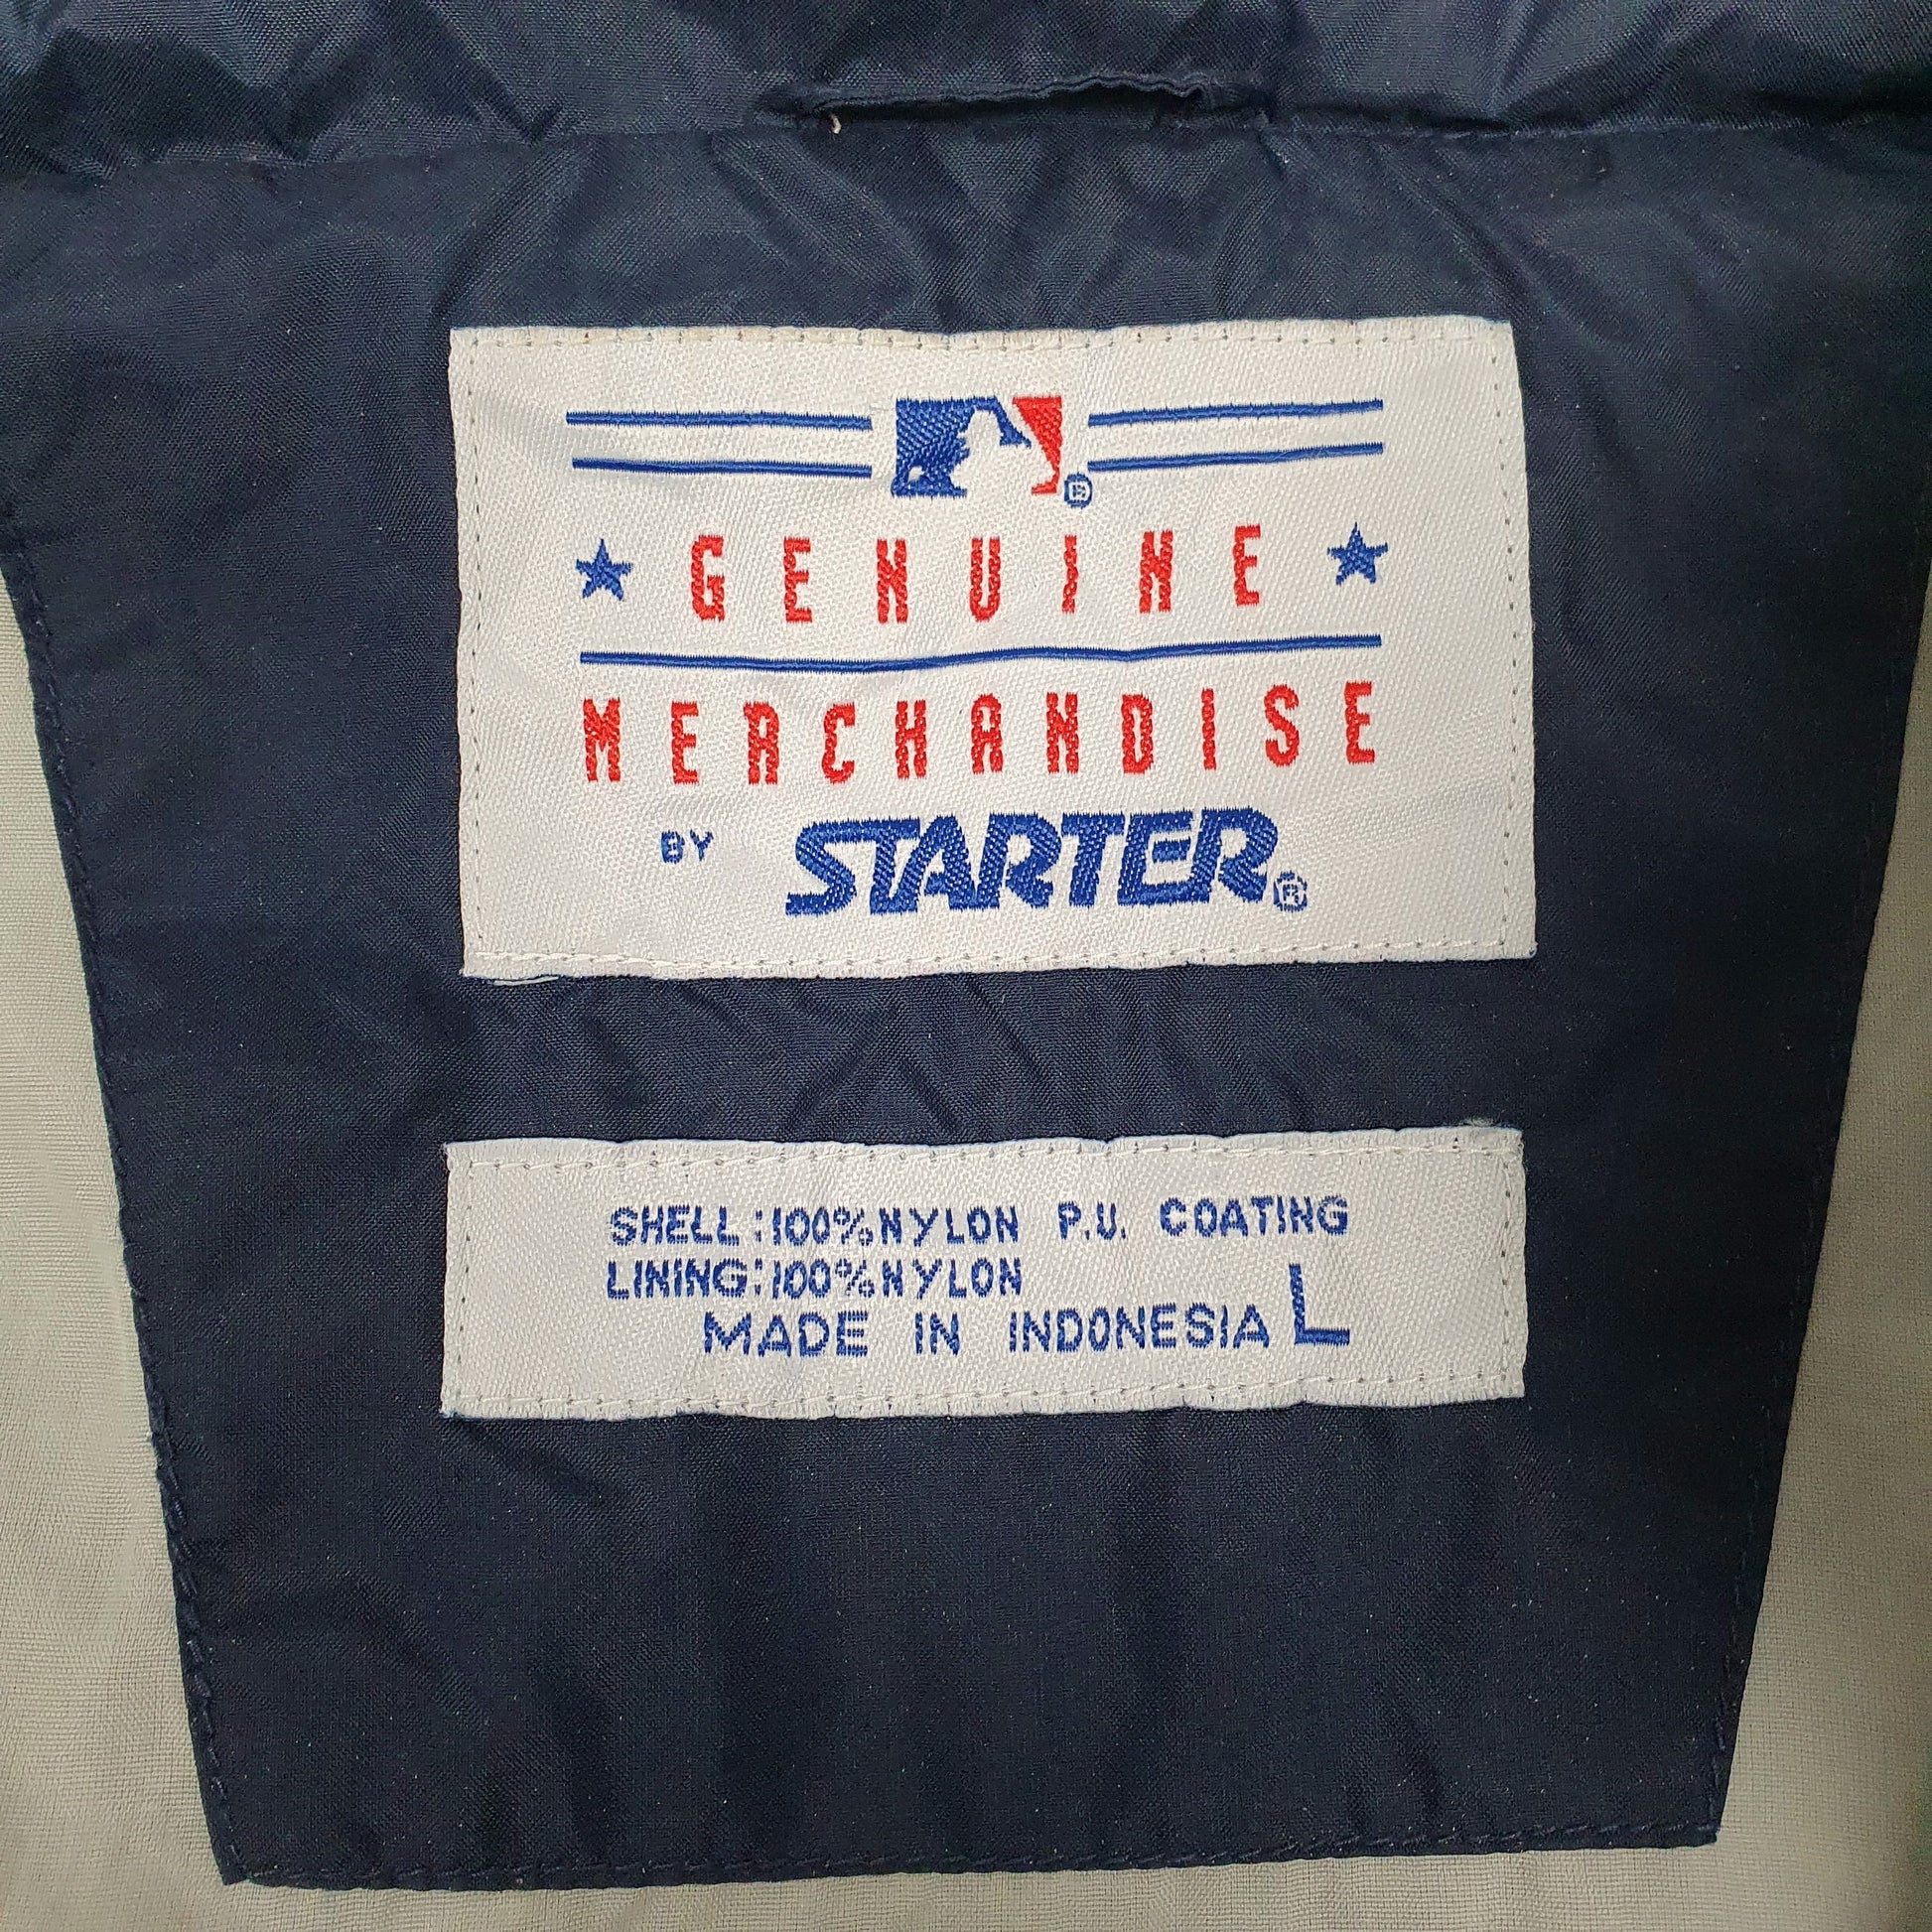 GENUINE
MERCHANDISE
BY STARTER®
SHELL:100%NYLON P.U. COATING
LINING:100%NYLON
MADE IN INDONESIA L